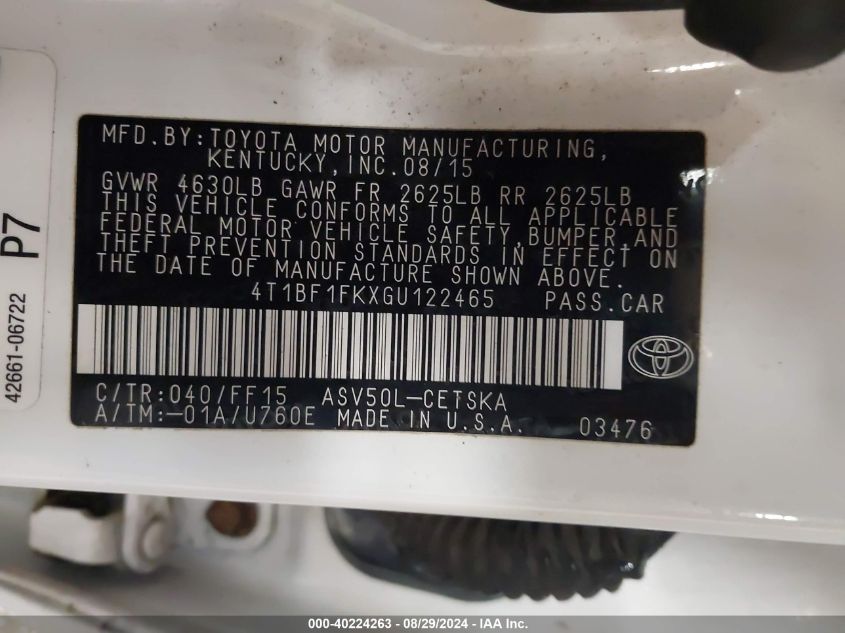 MFD.BY:TOYOTA MOTOR MANUFACTURING,
KENTUCKY,INC.08/15
GVWR 4630LB GAWR FR 2625LB RR 2625LB
THIS VEHICLE CONFORMS TO ALL APPLICABLE
FEDERAL MOTOR VEHICLE SAFETY,BUMPER,AND
THEFT PREVENTION STANDARDS IN EFFECT ON
THE DATE OF MANUFACTURE SHOWN ABOVE.
4T1BF1FKXGU122465 PASS.CAR
C/TR:040/FF15 ASV50L-CETSKA
A/TM:-01A/U760E MADE IN U.S.A. 03476
P7
42661-06722
000-40224263 - 08/29/2024 - IAA Inc.